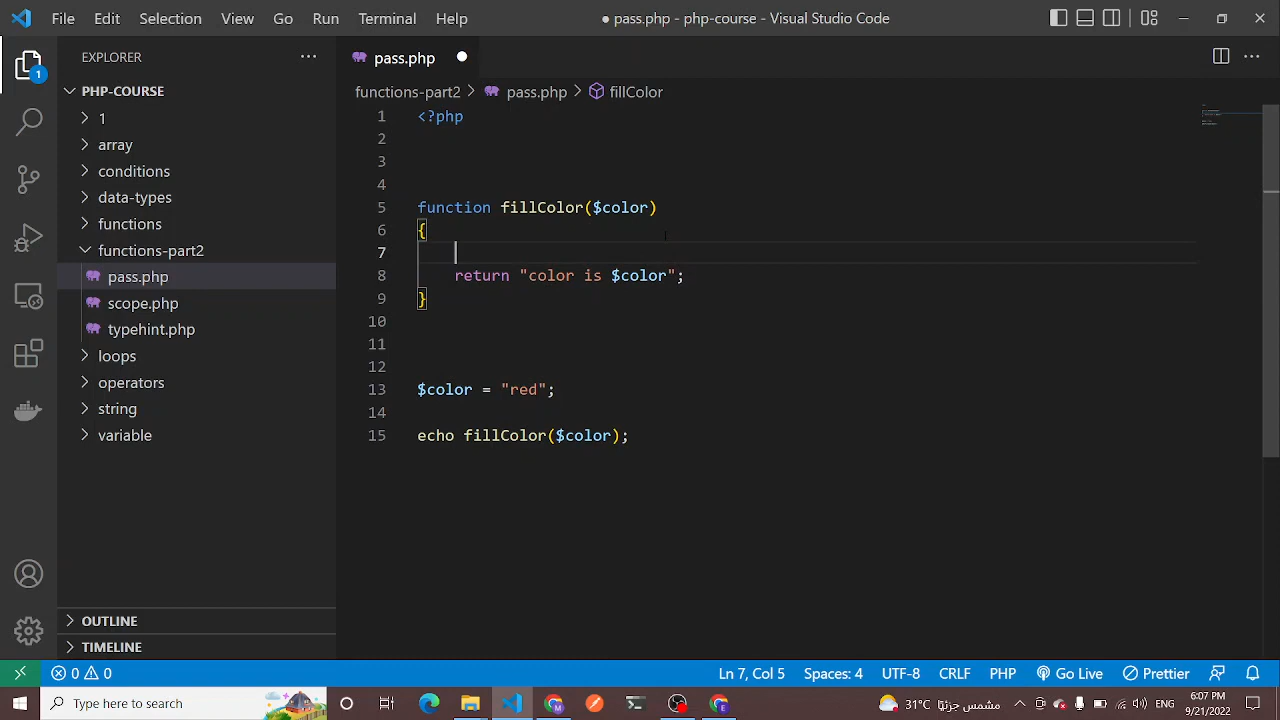 File Edit Selection View Go Run Terminal Help
● pass.php - php-course - Visual Studio Code
EXPLORER
pass.php
PHP-COURSE
functions-part2 > pass.php > fillColor
1
array
conditions
data-types
functions
functions-part2
pass.php
scope.php
typehint.php
loops
operators
string
variable
OUTLINE
TIMELINE
1
1 <?php
2
3
4
5 function fillColor($color)
6 {
7
8 return "color is $color";
9 }
10
11
12
13 $color = "red";
14
15 echo fillColor($color);
0 0
Ln 7, Col 5 Spaces: 4 UTF-8 CRLF PHP Go Live Prettier
Type here to search
31°C مشمس جزئيًا
ENG
6:07 PM
9/21/2022